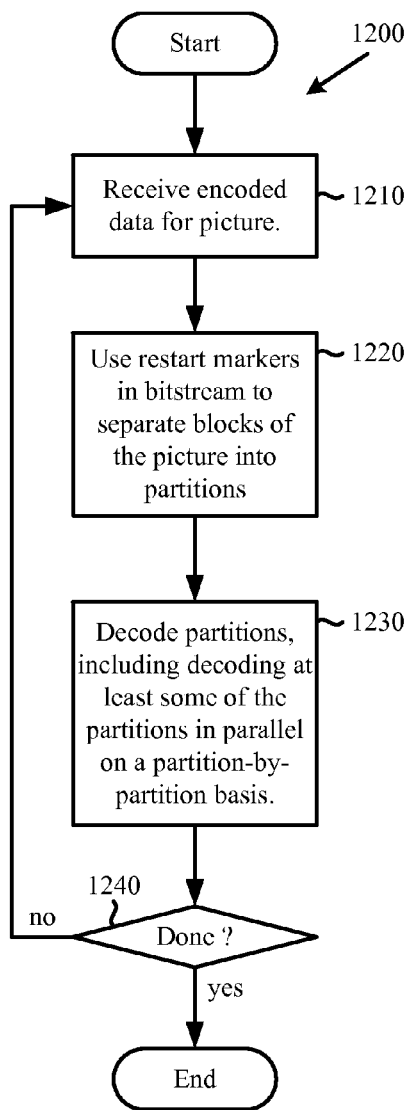 Start
1200
Receive encoded
data for picture.
1210
Use restart markers
in bitstream to
separate blocks of
the picture into
partitions
1220
Decode partitions,
including decoding at
least some of the
partitions in parallel
on a partition-by-
partition basis.
1230
1240
Done ?
no
yes
End